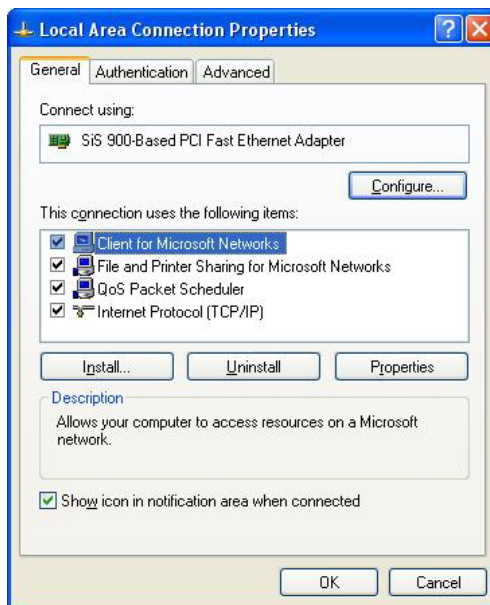 Local Area Connection Properties
General Authentication Advanced
Connect using:
SiS 900-Based PCI Fast Ethernet Adapter
Configure...
This connection uses the following items:
Client for Microsoft Networks
File and Printer Sharing for Microsoft Networks
QoS Packet Scheduler
Internet Protocol (TCP/IP)
Install... Uninstall Properties
Description
Allows your computer to access resources on a Microsoft
network.
Show icon in notification area when connected
OK Cancel